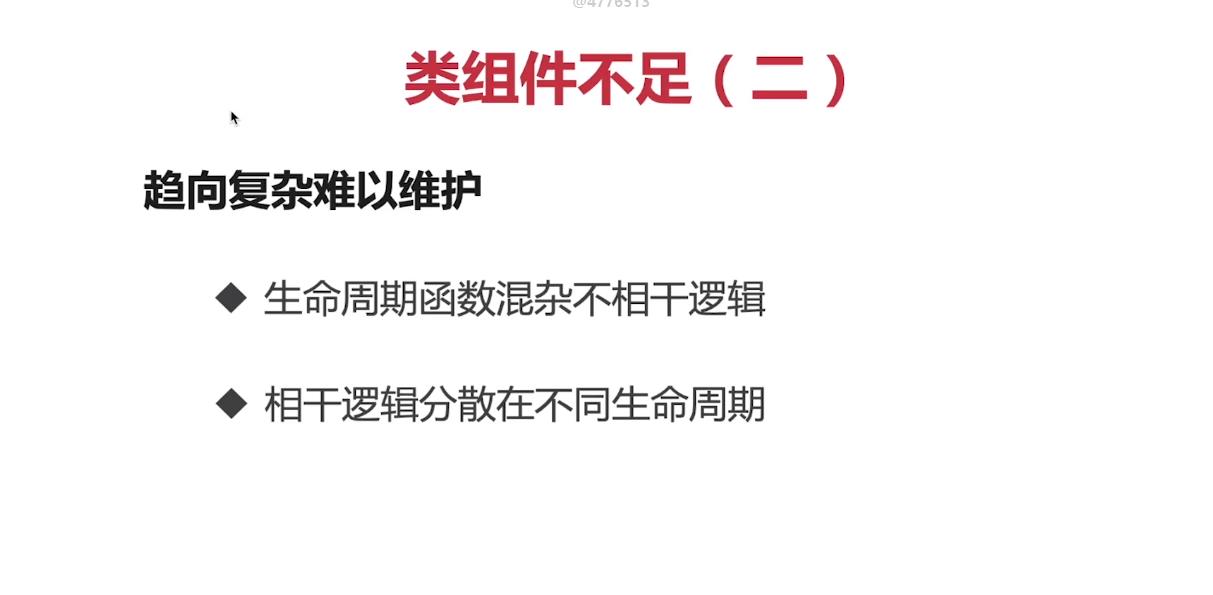 @4776513
类组件不足（二）
趋向复杂难以维护
◆ 生命周期函数混杂不相干逻辑
◆ 相干逻辑分散在不同生命周期